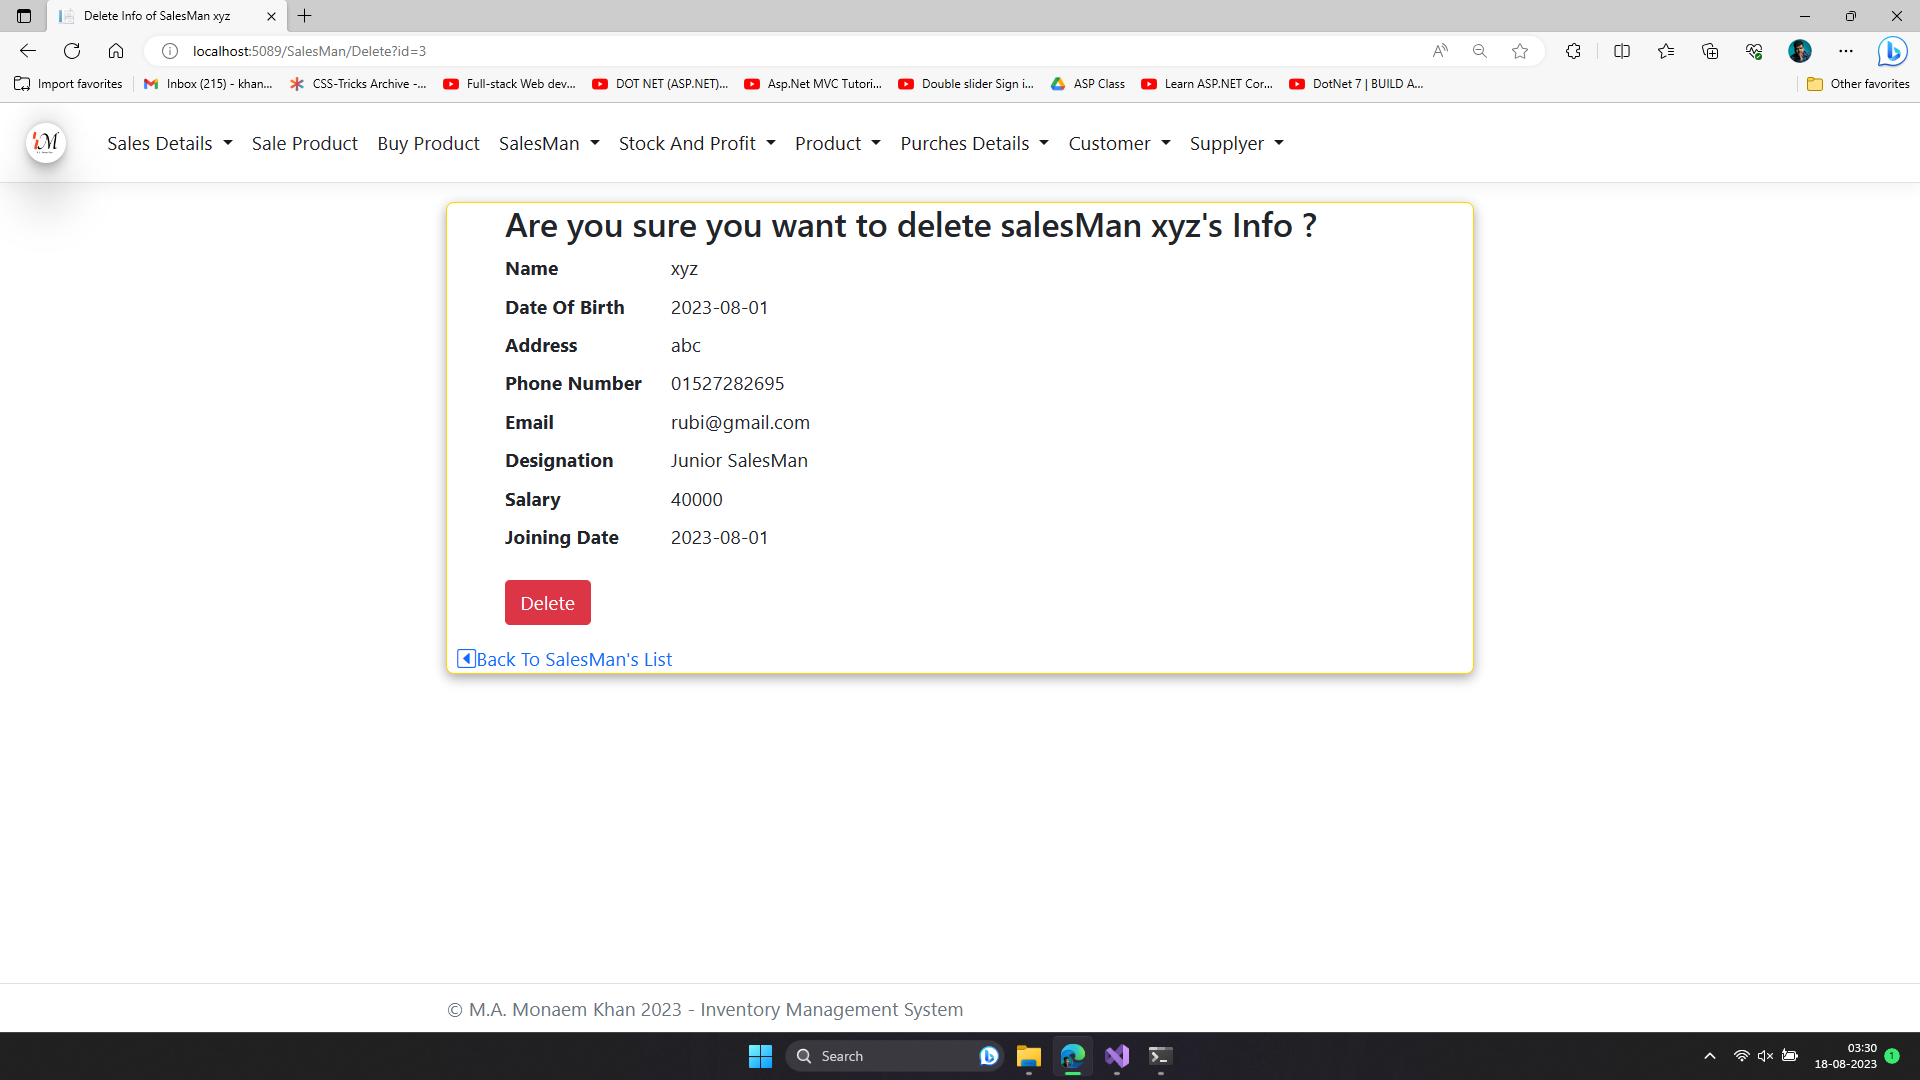 Delete Info of SalesMan xyz
localhost:5089/SalesMan/Delete?id=3
Import favorites Inbox (215) - khan... CSS-Tricks Archive -... Full-stack Web dev... DOT NET (ASP.NET)... Asp.Net MVC Tutori... Double slider Sign i... ASP Class Learn ASP.NET Cor... DotNet 7 | BUILD A... Other favorites
Sales Details Sale Product Buy Product SalesMan Stock And Profit Product Purches Details Customer Supplyer
Are you sure you want to delete salesMan xyz's Info ?
Name xyz
Date Of Birth 2023-08-01
Address abc
Phone Number 01527282695
Email rubi@gmail.com
Designation Junior SalesMan
Salary 40000
Joining Date 2023-08-01
Delete
Back To SalesMan's List
© M.A. Monaem Khan 2023 - Inventory Management System
Search
03:30
18-08-2023
1